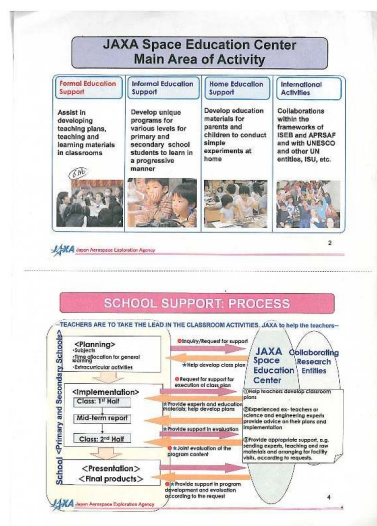 JAXA Space Education Center
Main Area of Activity
Formal Education
Support
Assist in
developing
teaching plans,
teaching and
learning materials
in classrooms
Informal Education
Support
Develop unique
programs for
various levels for
primary and
secondary school
students to learn in
a progressive
manner
Home Education
Support
Develop education
materials for
parents and
children to conduct
simple
experiments at
home
International
Activities
Collaborations
within the
frameworks of
ISEB and APRSAF
and with UNESCO
and other UN
entities, ISU, etc.
JAXA Japan Aerospace Exploration Agency
2
SCHOOL SUPPORT: PROCESS
--TEACHERS ARE TO TAKE THE LEAD IN THE CLASSROOM ACTIVITIES. JAXA to help the teachers--
School <Primary and Secondary Schools>
<Planning>
•Subjects
•Time allocation for general
learning
•Extracurricular activities
<Implementation>
Class: 1st Half
Mid-term report
Class: 2nd Half
<Presentation>
<Final products>
●Inquiry/Request for support
★Help develop class plan
●Request for support for
execution of class plan
★Provide experts and education
materials; help develop plans
★Provide support in evaluation
●★Joint evaluation of the
program content
●★Provide support in program
development and evaluation
according to the request
JAXA
Space
Education
Center
Collaborating
Research
Entities
①Help teachers develop classroom
plans
②Experienced ex- teachers or
science and engineering experts
provide advice on their plans and
implementation
③Provide appropriate support, e.g.
sending experts, teaching and raw
materials and arranging for facility
visits, according to requests.
JAXA Japan Aerospace Exploration Agency
4